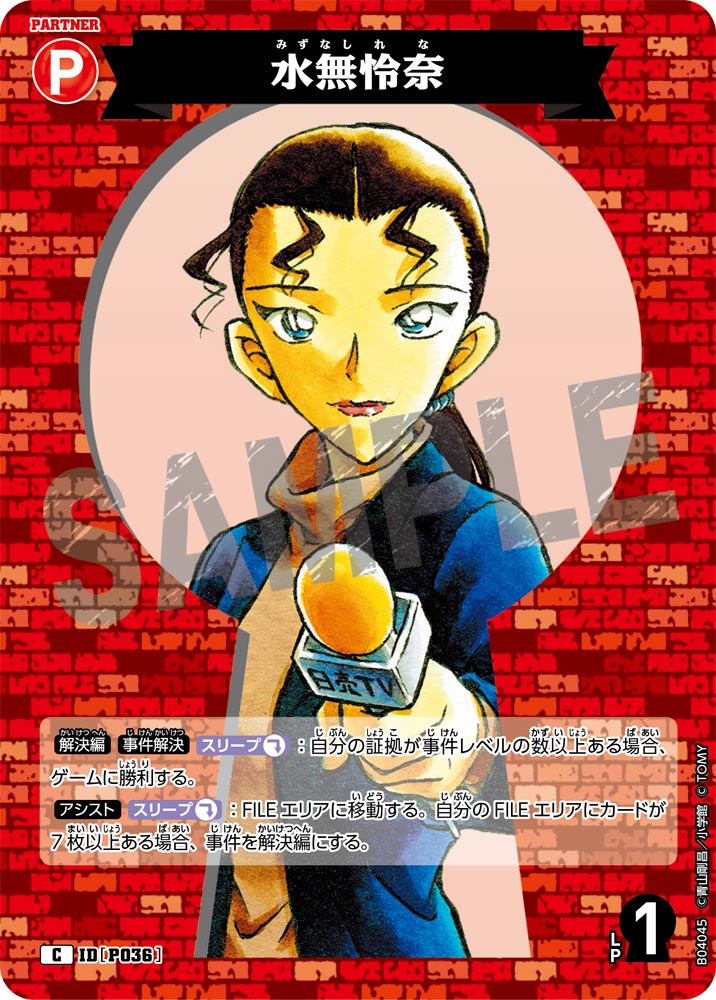 PARTNER
P
みずなしれな
水無怜奈
SAMPLE
日売TV
かいけつへん じけんかいけつ じぶん しょうこ じけん かずいじょう ばあい
解決編 事件解決 スリープ :自分の証拠が事件レベルの数以上ある場合、
しょうり
ゲームに勝利する。
いどう じぶん
アシスト スリープ :FILEエリアに移動する。自分のFILEエリアにカードが
まいいじょう ばあい じけん かいけつへん
7枚以上ある場合、事件を解決編にする。
C ID[P036]
LP 1
B04045 ©青山剛昌/小学館 © TOMY